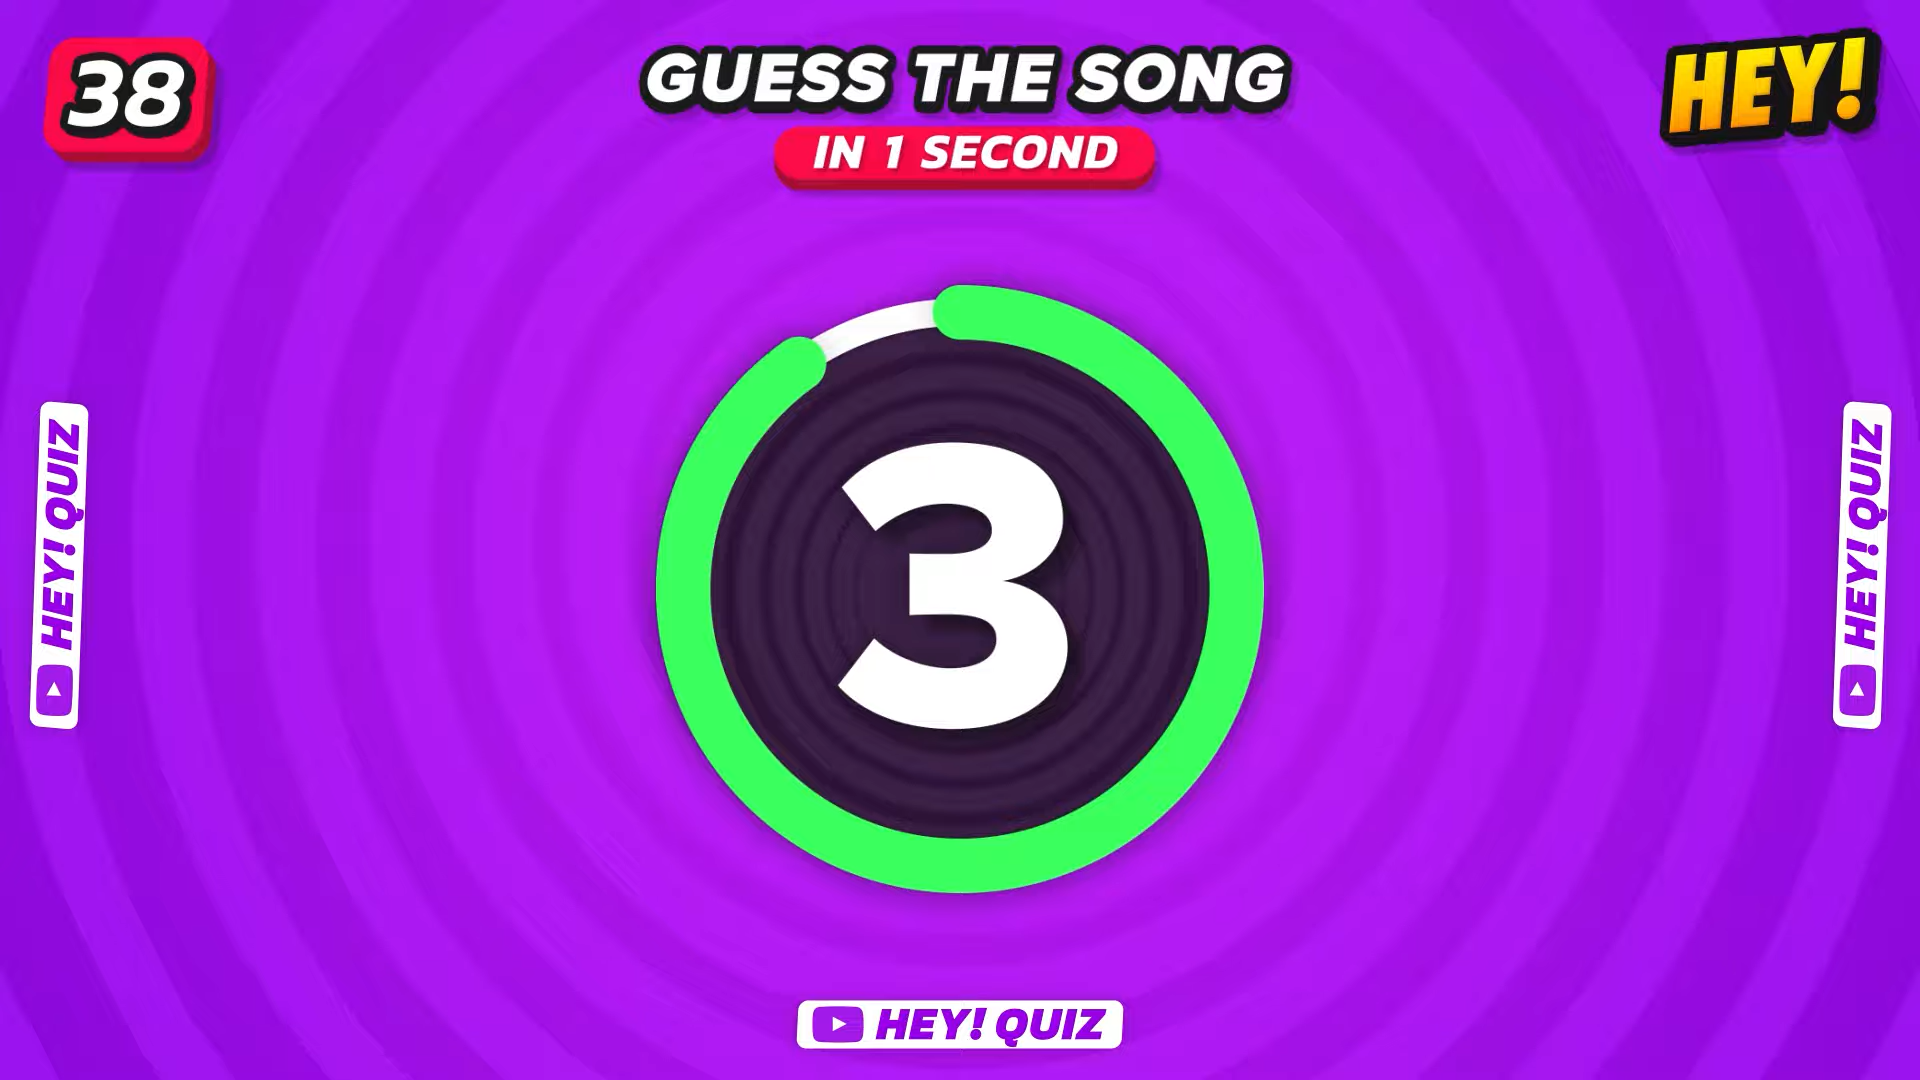 38
GUESS THE SONG
IN 1 SECOND
HEY!
HEY! QUIZ
3
HEY! QUIZ
HEY! QUIZ